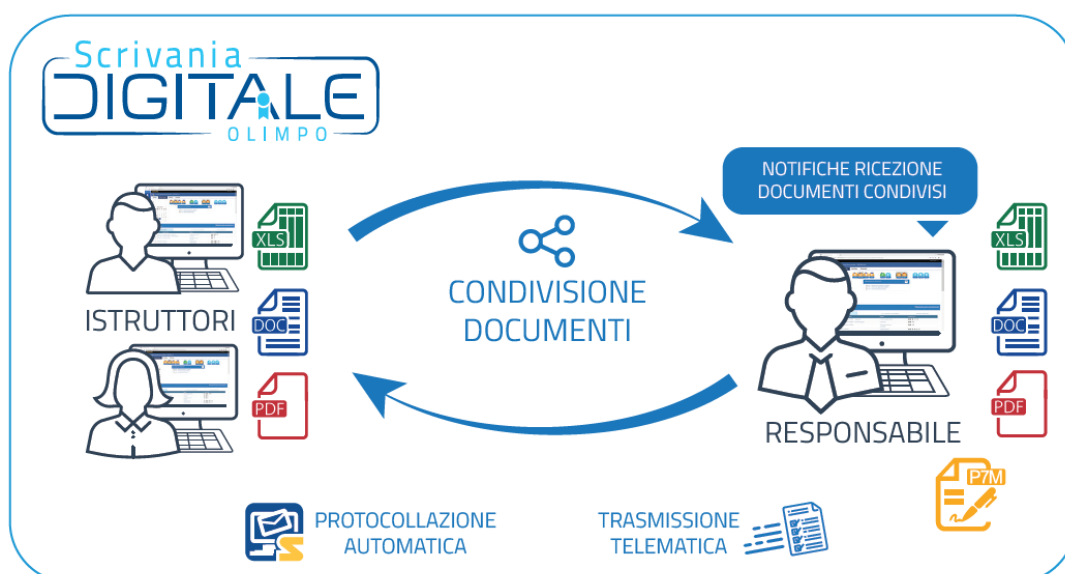 Scrivania
DIGITALE
OLIMPO
NOTIFICHE RICEZIONE
DOCUMENTI CONDIVISI
XLS
DOC
PDF
ISTRUTTORI
CONDIVISIONE
DOCUMENTI
XLS
DOC
PDF
RESPONSABILE
P7M
PROTOCOLLAZIONE
AUTOMATICA
TRASMISSIONE
TELEMATICA